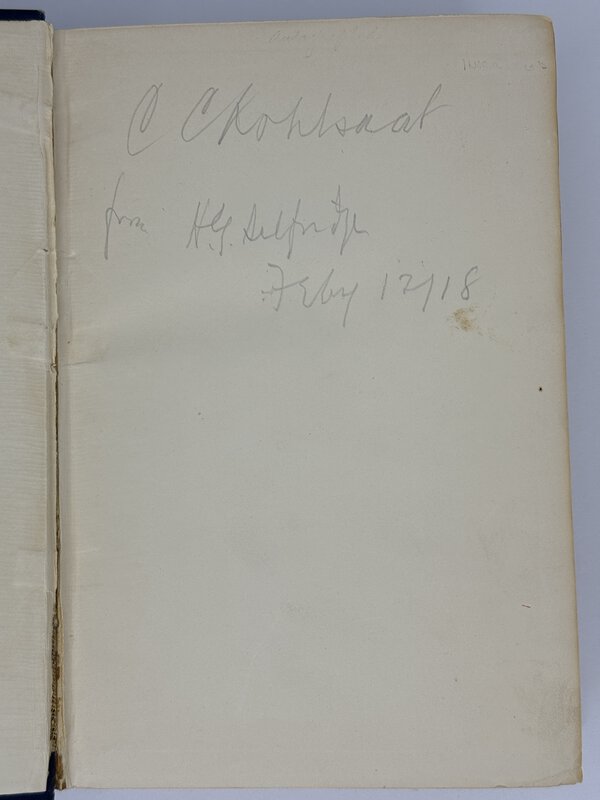 C C Kohlsaat
from H.G. Selfridge
Feby 12/18